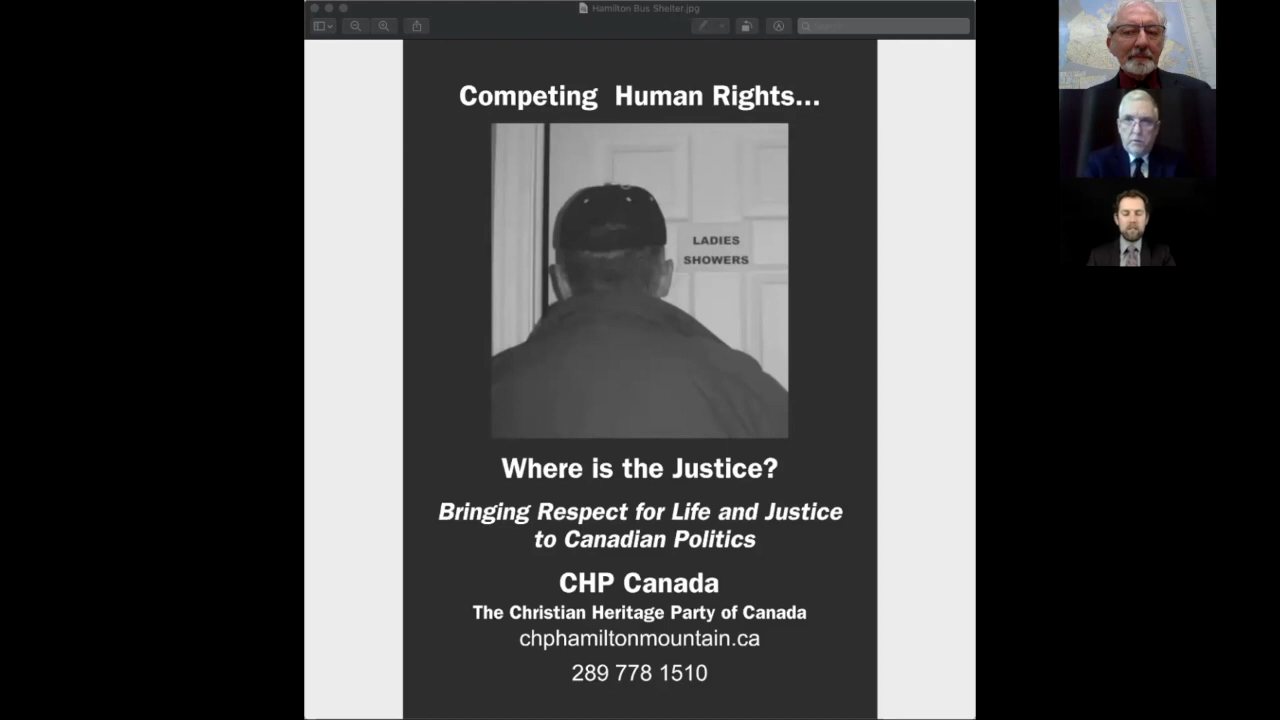 Hamilton Bus Shelter.jpg
Search
Competing Human Rights...
LADIES
SHOWERS
Where is the Justice?
Bringing Respect for Life and Justice
to Canadian Politics
CHP Canada
The Christian Heritage Party of Canada
chphamiltonmountain.ca
289 778 1510